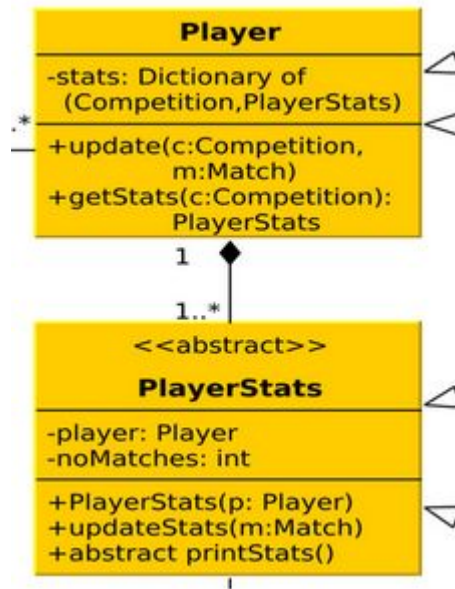 Player
-stats: Dictionary of
(Competition,PlayerStats)
..*
+update(c:Competition,
m:Match)
+getStats(c:Competition):
PlayerStats
1
1..*
<<abstract>>
PlayerStats
-player: Player
-noMatches: int
+PlayerStats(p: Player)
+updateStats(m:Match)
+abstract printStats()